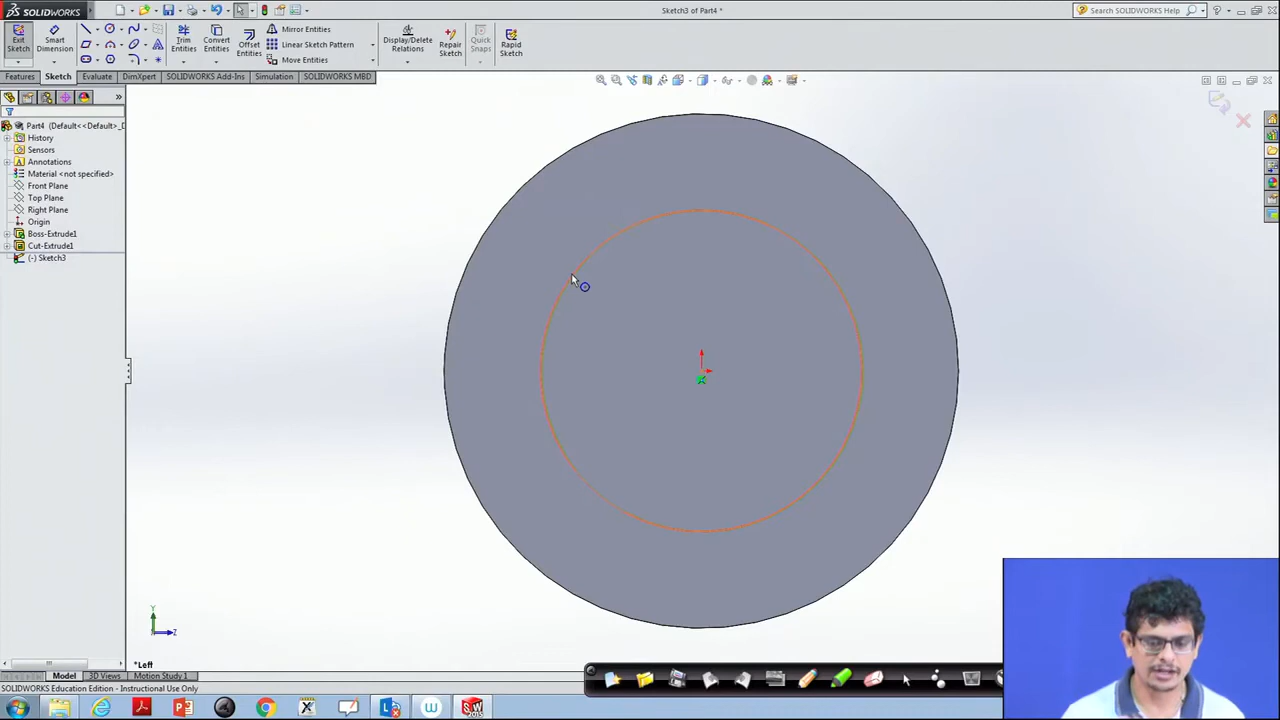 SOLIDWORKS
Sketch3 of Part4 *
Search SOLIDWORKS Help
Exit Sketch
Smart Dimension
Trim Entities
Convert Entities
Offset Entities
Mirror Entities
Linear Sketch Pattern
Move Entities
Display/Delete Relations
Repair Sketch
Quick Snaps
Rapid Sketch
Features
Sketch
Evaluate
DimXpert
SOLIDWORKS Add-Ins
Simulation
SOLIDWORKS MBD
Part4 (Default<<Default>_D
History
Sensors
Annotations
Material <not specified>
Front Plane
Top Plane
Right Plane
Origin
Boss-Extrude1
Cut-Extrude1
(-) Sketch3
Y
Z
*Left
Model
3D Views
Motion Study 1
SOLIDWORKS Education Edition - Instructional Use Only